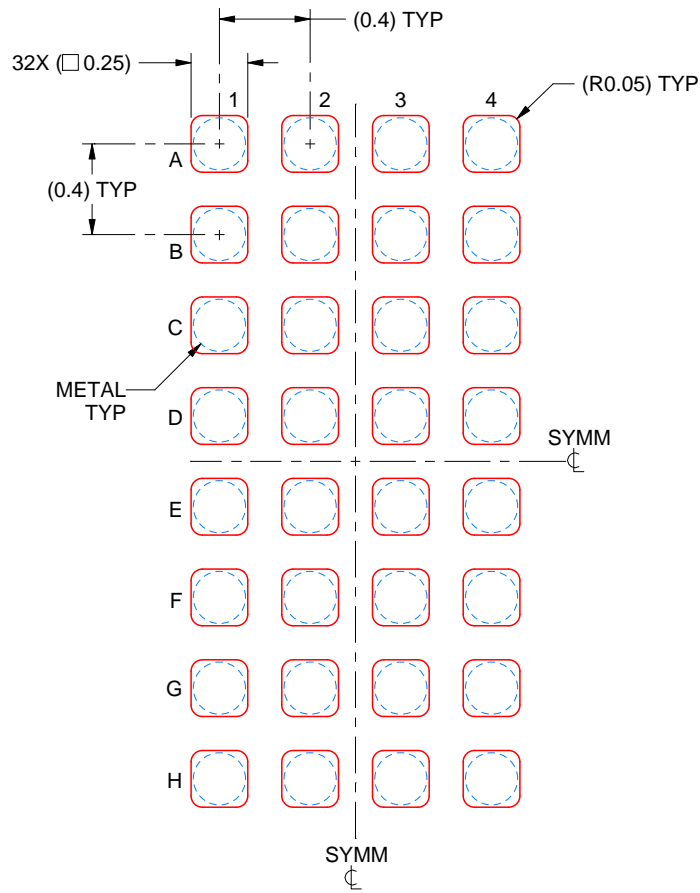 (0.4) TYP
32X (□ 0.25)
(R0.05) TYP
1 2 3 4
A
(0.4) TYP
B
C
METAL
TYP
D
SYMM
℄
E
F
G
H
SYMM
℄